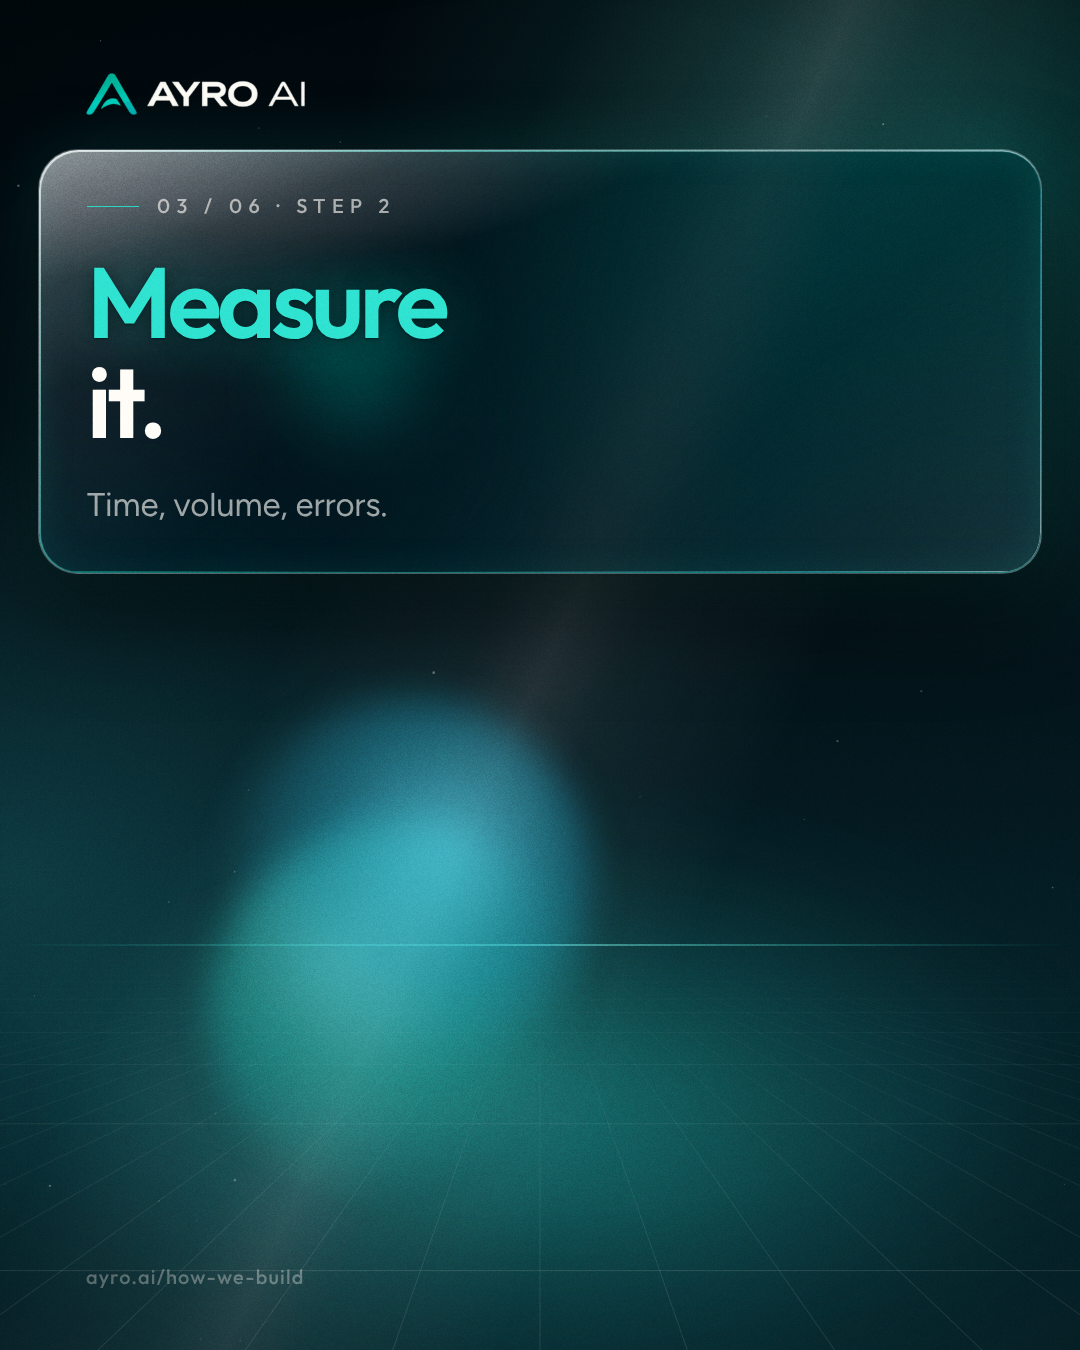 AYRO AI
03 / 06 · STEP 2
Measure
it.
Time, volume, errors.
ayro.ai/how-we-build